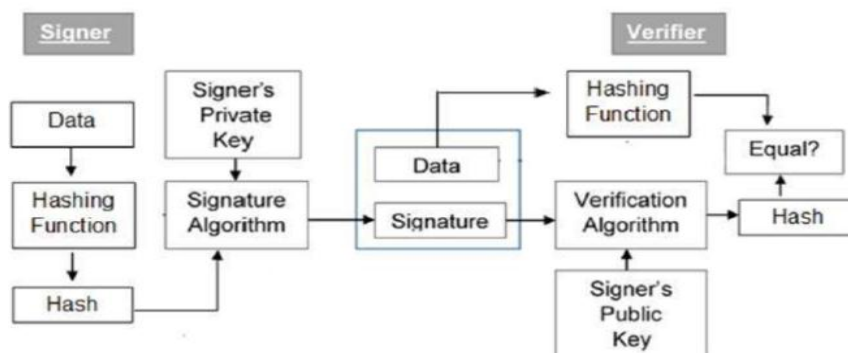 Signer
Verifier
Signer's
Private
Key
Data
Hashing
Function
Hash
Signature
Algorithm
Data
Signature
Hashing
Function
Equal?
Verification
Algorithm
Hash
Signer's
Public
Key